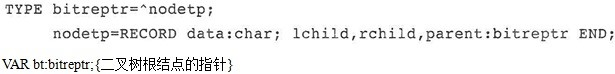 TYPE bitreptr=^nodetp;
nodetp=RECORD data:char; lchild,rchild,parent:bitreptr END;
VAR bt:bitreptr;{二叉树根结点的指针}